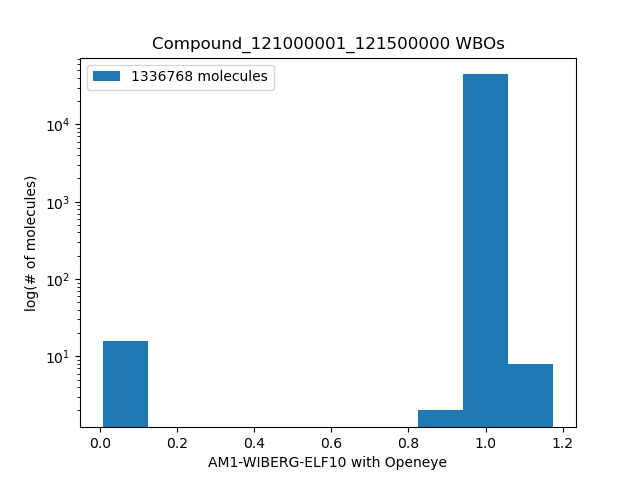 Compound_121000001_121500000 WBOs
1336768 molecules
log(# of molecules)
10⁴
10³
10²
10¹
0.0 0.2 0.4 0.6 0.8 1.0 1.2
AM1-WIBERG-ELF10 with Openeye